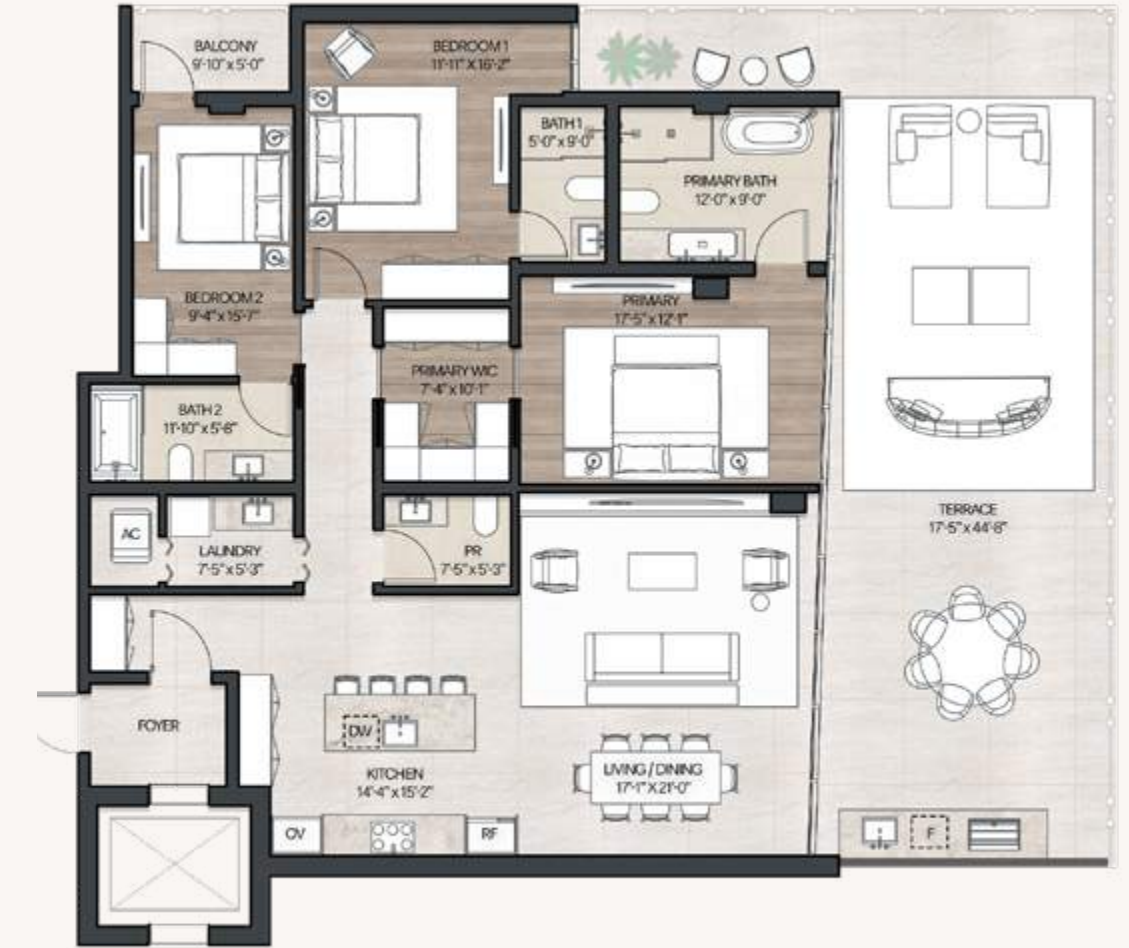 BALCONY
9'-10" x 5'-0"
BEDROOM 1
11'-11" X 16'-2"
BATH 1
5'-0" x 9'-0"
PRIMARY BATH
12'-0" x 9'-0"
BEDROOM 2
9'-4" x 15'-7"
PRIMARY
17'-5" x 12'-1"
PRIMARY WIC
7'-4" x 10'-1"
BATH 2
11'-10" x 5'-8"
TERRACE
17'-5" x 44'-8"
AC
LAUNDRY
7'-5" x 5'-3"
PR
7'-5" x 5'-3"
FOYER
DW
KITCHEN
14'-4" x 15'-2"
LIVING / DINING
17'-1" X 21'-0"
OV
RF
F